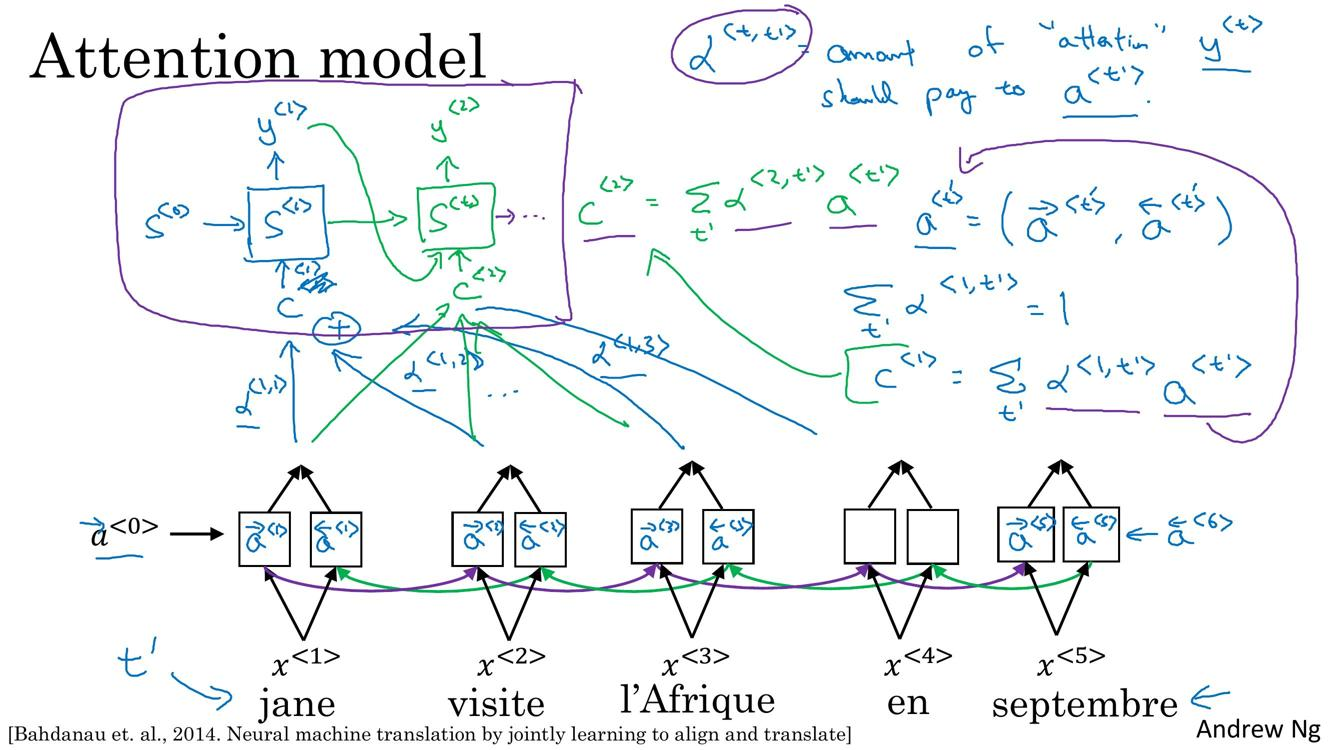 Attention model
α<t,t'> = amount of "attention" y<t>
should pay to a<t'>.
y<1> y<2>
s<0> → s<1> → s<t> → ...
c<1> c<2>
c<2> = Σt' α<2,t'> a<t'>
a<t'> = (→a<t'>, ←a<t'>)
Σt' α<1,t'> = 1
c<1> = Σt' α<1,t'> a<t'>
+
α<1,1> α<1,2> ... α<1,3>
→a<0> →a<1> ←a<1> →a<2> ←a<2> →a<3> ←a<3> →a<5> ←a<5> ← ←a<6>
t'
x<1> x<2> x<3> x<4> x<5>
jane visite l'Afrique en septembre
[Bahdanau et. al., 2014. Neural machine translation by jointly learning to align and translate]
Andrew Ng